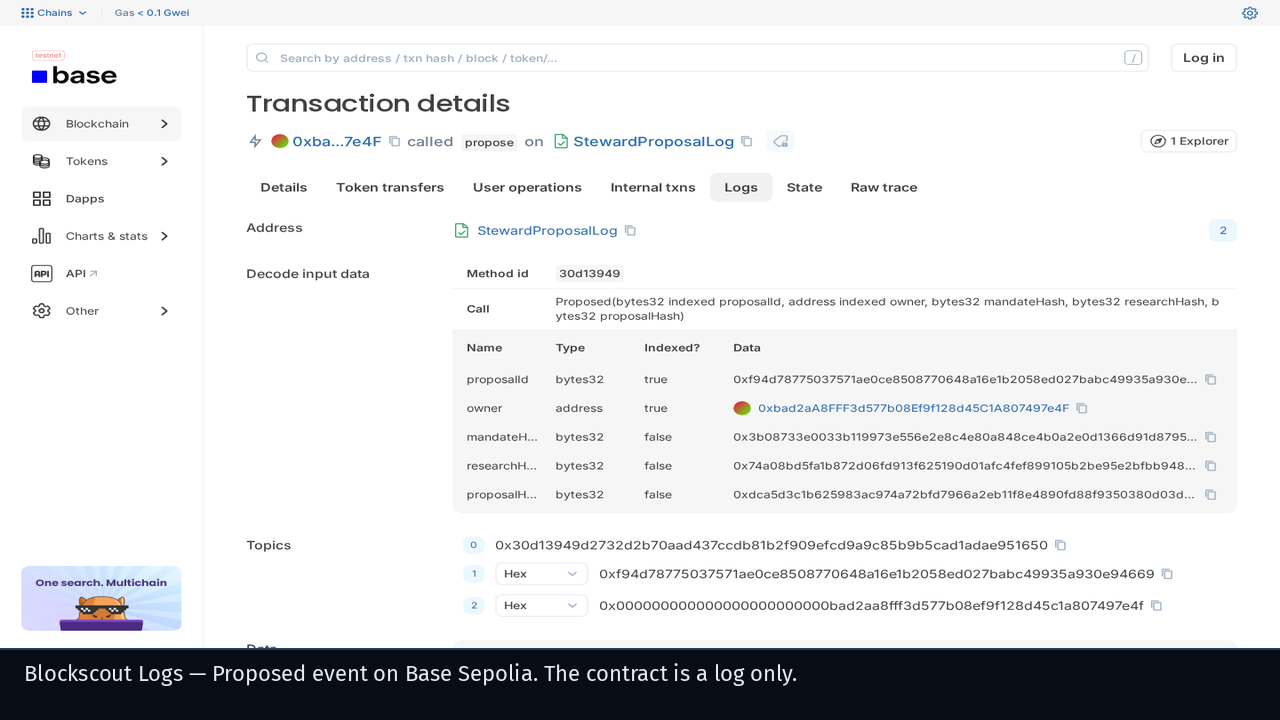 Chains
Gas < 0.1 Gwei
testnet
base
Search by address / txn hash / block / token/...
/
Log in
Transaction details
0xba...7e4F called propose on StewardProposalLog
1 Explorer
Blockchain
Tokens
Dapps
Charts & stats
API API
Other
Details Token transfers User operations Internal txns Logs State Raw trace
Address StewardProposalLog 2
Decode input data
Method id 30d13949
Call Proposed(bytes32 indexed proposalId, address indexed owner, bytes32 mandateHash, bytes32 researchHash, b
ytes32 proposalHash)
Name Type Indexed? Data
proposalId bytes32 true 0xf94d78775037571ae0ce8508770648a16e1b2058ed027babc49935a930e...
owner address true 0xbad2aA8FFF3d577b08Ef9f128d45C1A807497e4F
mandateH... bytes32 false 0x3b08733e0033b119973e556e2e8c4e80a848ce4b0a2e0d1366d91d8795...
researchH... bytes32 false 0x74a08bd5fa1b872d06fd913f625190d01afc4fef899105b2be95e2bfbb948...
proposalH... bytes32 false 0xdca5d3c1b625983ac974a72bfd7966a2eb11f8e4890fd88f9350380d03d...
Topics
0 0x30d13949d2732d2b70aad437ccdb81b2f909efcd9a9c85b9b5cad1adae951650
1 Hex 0xf94d78775037571ae0ce8508770648a16e1b2058ed027babc49935a930e94669
2 Hex 0x000000000000000000000000bad2aa8fff3d577b08ef9f128d45c1a807497e4f
One search. Multichain
Data
Blockscout Logs — Proposed event on Base Sepolia. The contract is a log only.